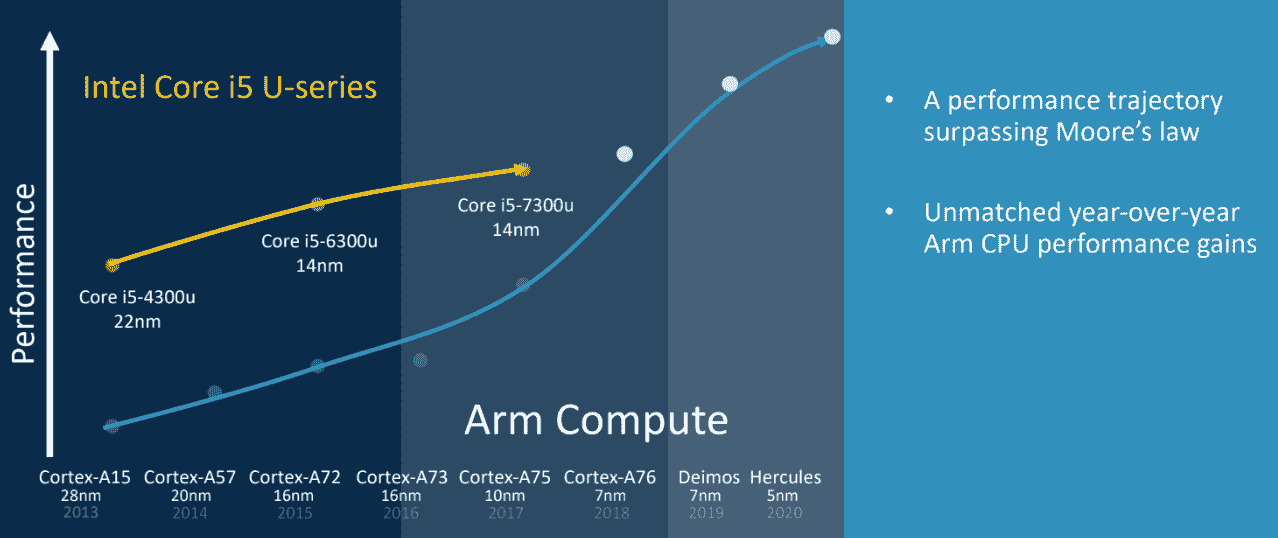 Intel Core i5 U-series
Performance
Core i5-4300u
22nm
Core i5-6300u
14nm
Core i5-7300u
14nm
Arm Compute
Cortex-A15
28nm
2013
Cortex-A57
20nm
2014
Cortex-A72
16nm
2015
Cortex-A73
16nm
2016
Cortex-A75
10nm
2017
Cortex-A76
7nm
2018
Deimos
7nm
2019
Hercules
5nm
2020
• A performance trajectory
surpassing Moore’s law
• Unmatched year-over-year
Arm CPU performance gains